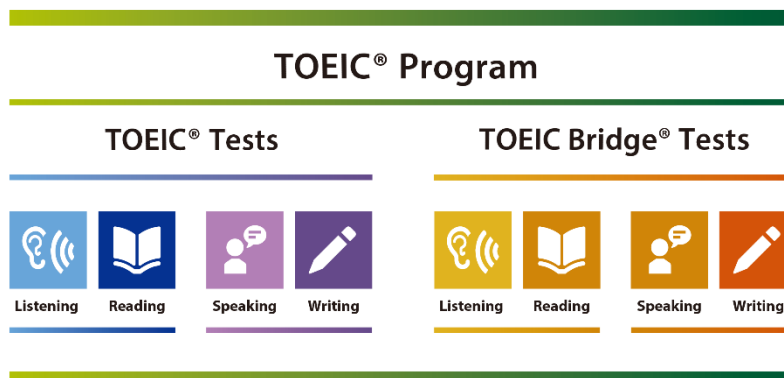 TOEIC® Program
TOEIC® Tests
Listening
Reading
Speaking
Writing
TOEIC Bridge® Tests
Listening
Reading
Speaking
Writing